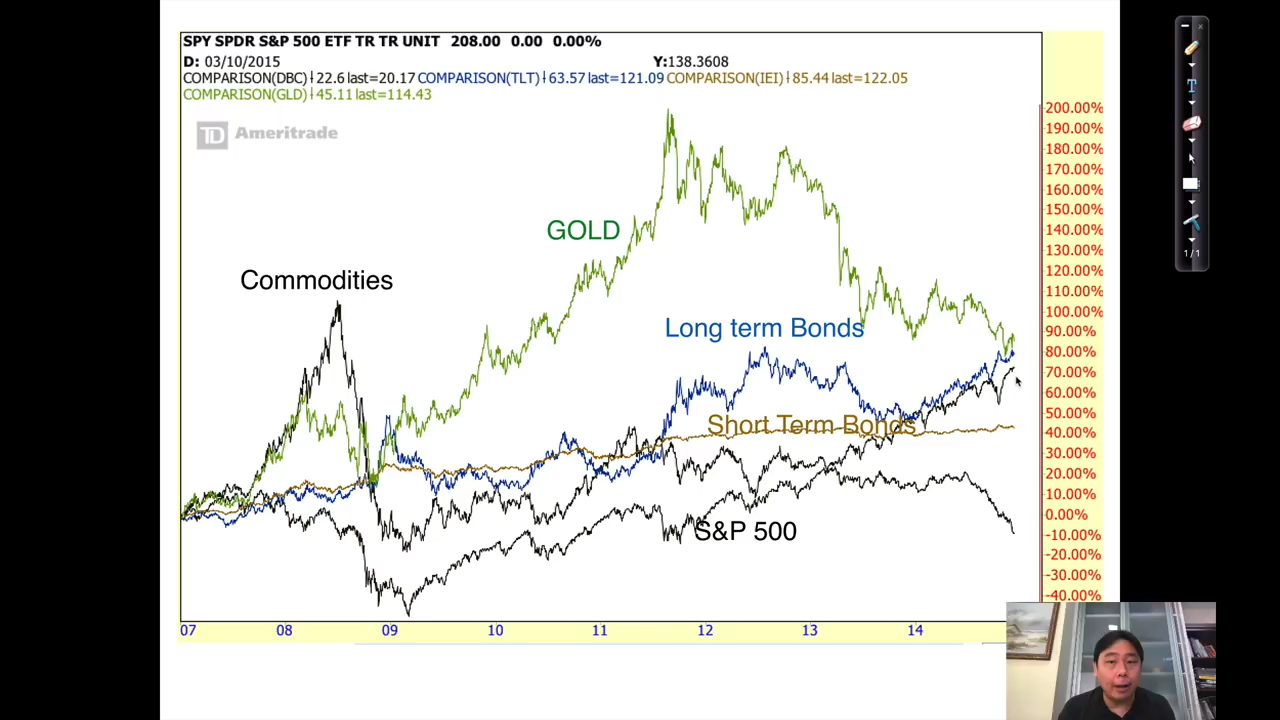 SPY SPDR S&P 500 ETF TR TR UNIT 208.00 0.00 0.00%
D: 03/10/2015 Y:138.3608
COMPARISON(DBC) 22.6 last=20.17 COMPARISON(TLT) 63.57 last=121.09 COMPARISON(IEI) 85.44 last=122.05
COMPARISON(GLD) 45.11 last=114.43
TD Ameritrade
200.00%
190.00%
180.00%
170.00%
160.00%
150.00%
140.00%
130.00%
120.00%
110.00%
100.00%
90.00%
80.00%
70.00%
60.00%
50.00%
40.00%
30.00%
20.00%
10.00%
0.00%
-10.00%
-20.00%
-30.00%
-40.00%
GOLD
Commodities
Long term Bonds
Short Term Bonds
S&P 500
07 08 09 10 11 12 13 14
T
1/1